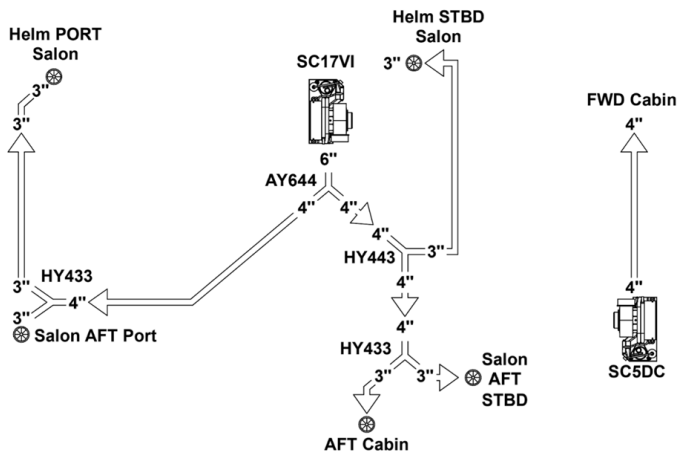 Helm PORT
Salon
3"
3"
Helm STBD
Salon
3"
SC17VI
6"
AY644
4" 4"
FWD Cabin
4"
4"
HY443 3"
4"
HY433
3"
4"
3"
Salon AFT Port
4"
HY433
3" 3"
Salon
AFT
STBD
AFT Cabin
4"
SC5DC